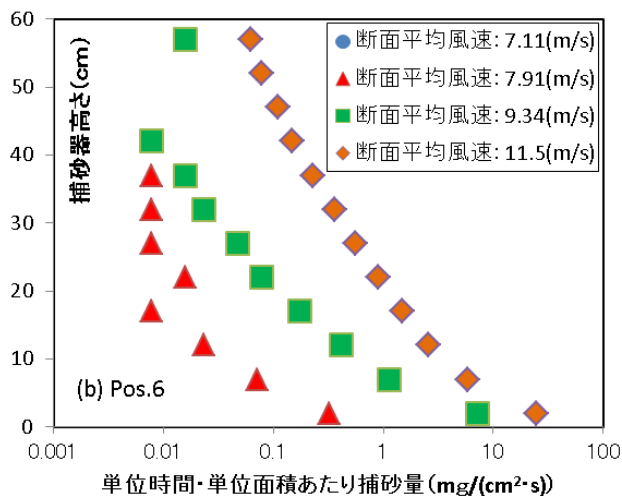 60
50
40
30
20
10
0
捕砂器高さ(cm)
断面平均風速: 7.11(m/s)
断面平均風速: 7.91(m/s)
断面平均風速: 9.34(m/s)
断面平均風速: 11.5(m/s)
(b) Pos.6
0.001 0.01 0.1 1 10 100
単位時間・単位面積あたり捕砂量(mg/(cm²·s))